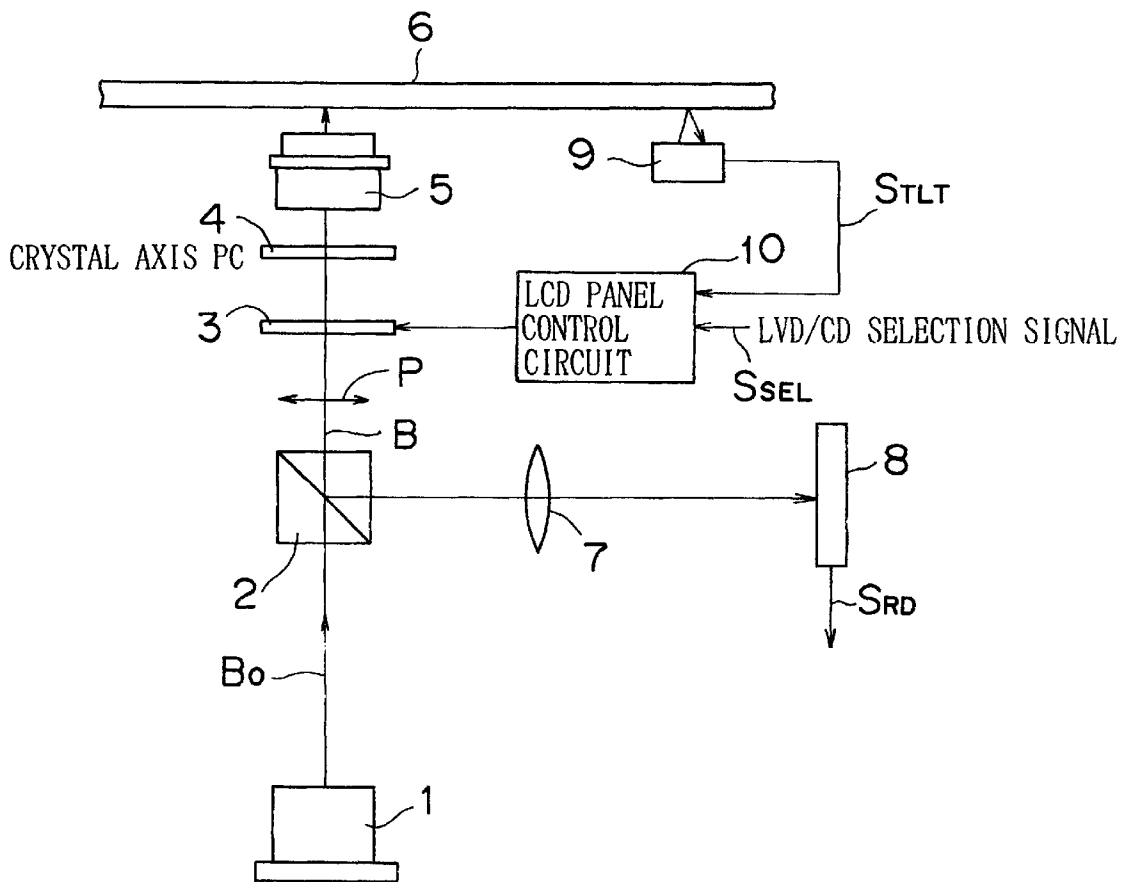 6
9
5
STLT
4
CRYSTAL AXIS PC
10
3
LCD PANEL
CONTROL
CIRCUIT
LVD/CD SELECTION SIGNAL
SSEL
P
B
8
2
7
SRD
Bo
1